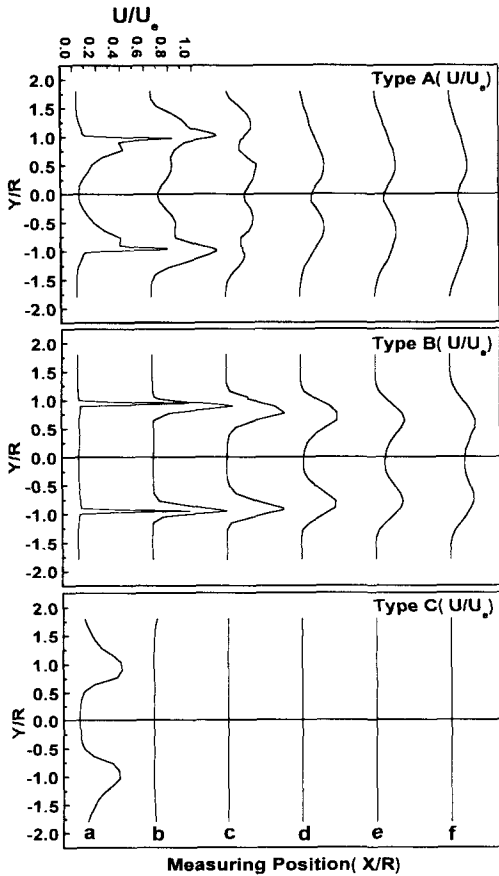 U/Uₑ
0.0 0.2 0.4 0.6 0.8 1.0
Type A( U/Uₑ)
2.0
1.5
1.0
0.5
0.0
-0.5
-1.0
-1.5
-2.0
Y/R
Type B( U/Uₑ)
2.0
1.5
1.0
0.5
0.0
-0.5
-1.0
-1.5
-2.0
Y/R
Type C( U/Uₑ)
2.0
1.5
1.0
0.5
0.0
-0.5
-1.0
-1.5
-2.0
Y/R
a b c d e f
Measuring Position( X/R)